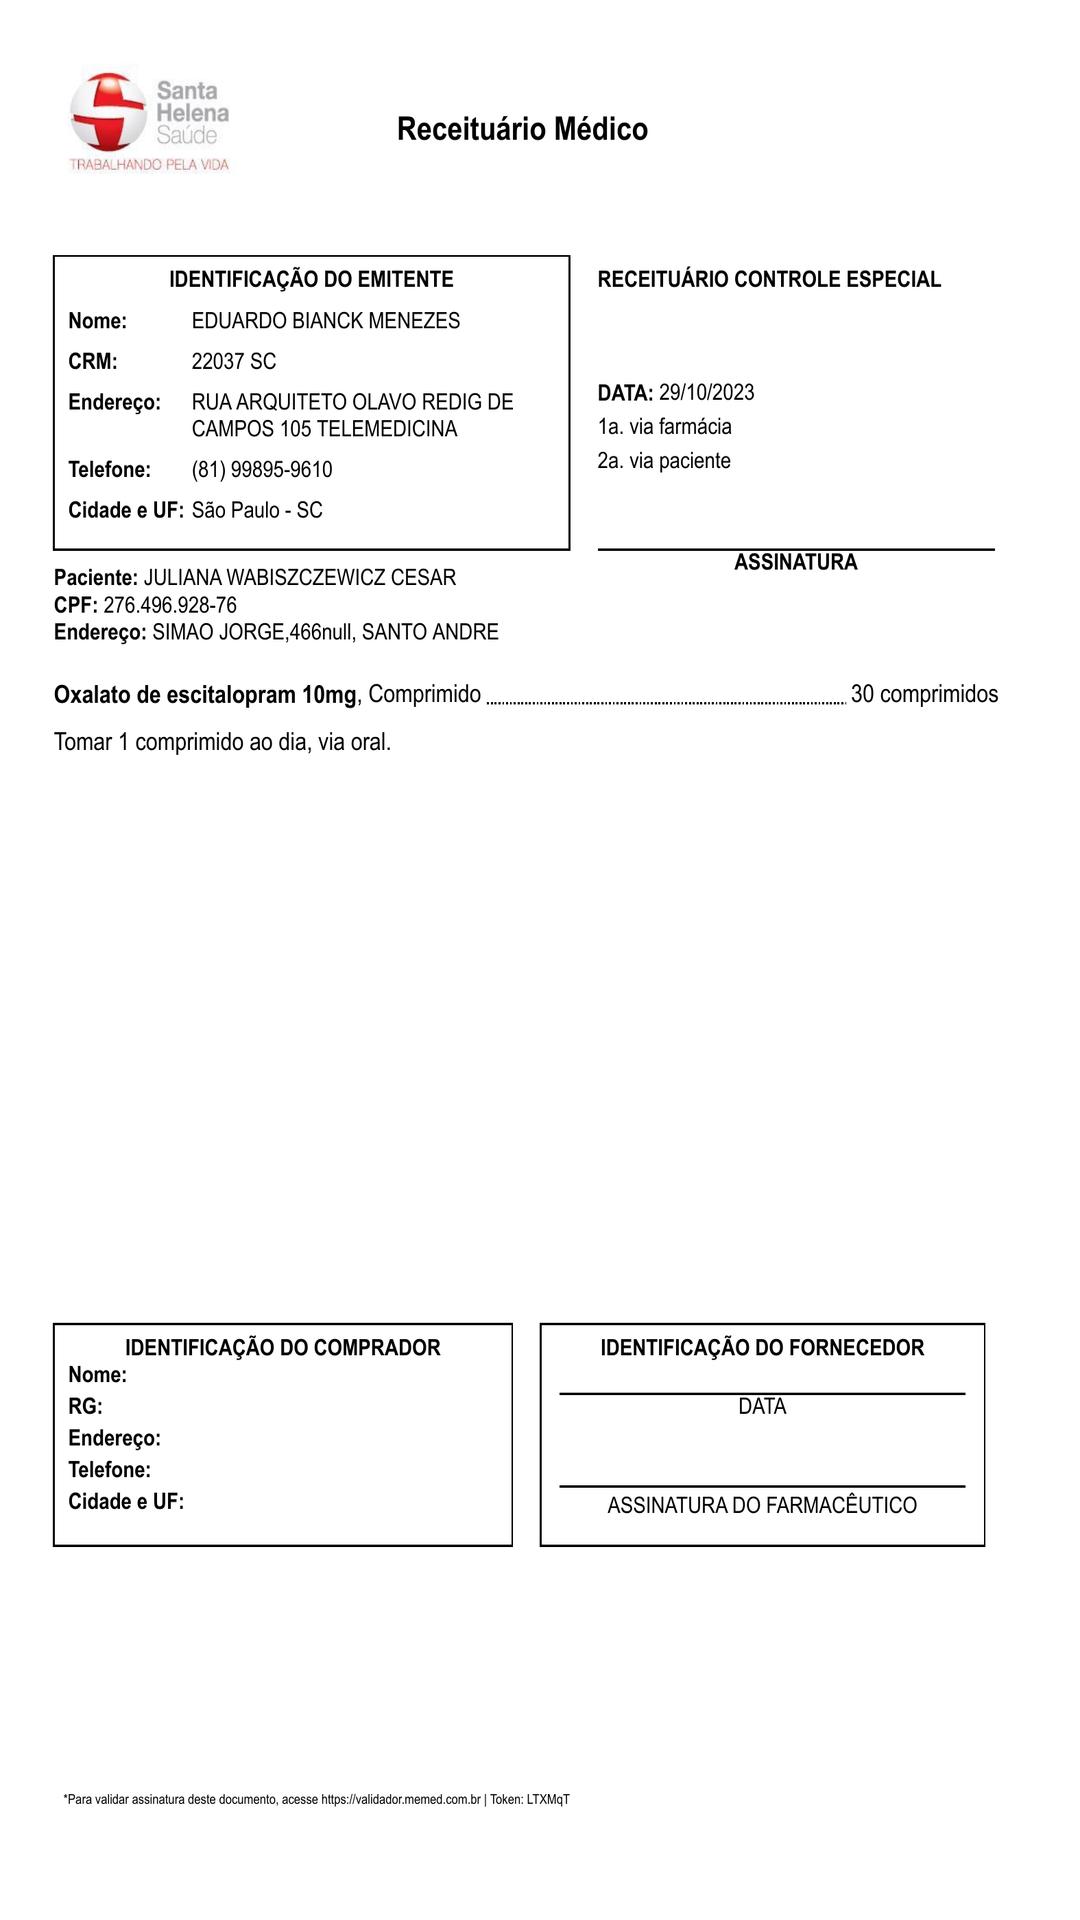 Santa
Helena
Saúde
TRABALHANDO PELA VIDA
Receituário Médico
IDENTIFICAÇÃO DO EMITENTE
Nome: EDUARDO BIANCK MENEZES
CRM: 22037 SC
Endereço: RUA ARQUITETO OLAVO REDIG DE
CAMPOS 105 TELEMEDICINA
Telefone: (81) 99895-9610
Cidade e UF: São Paulo - SC
RECEITUÁRIO CONTROLE ESPECIAL
DATA: 29/10/2023
1a. via farmácia
2a. via paciente
ASSINATURA
Paciente: JULIANA WABISZCZEWICZ CESAR
CPF: 276.496.928-76
Endereço: SIMAO JORGE,466null, SANTO ANDRE
Oxalato de escitalopram 10mg, Comprimido 30 comprimidos
Tomar 1 comprimido ao dia, via oral.
IDENTIFICAÇÃO DO COMPRADOR
Nome:
RG:
Endereço:
Telefone:
Cidade e UF:
IDENTIFICAÇÃO DO FORNECEDOR
DATA
ASSINATURA DO FARMACÊUTICO
*Para validar assinatura deste documento, acesse https://validador.memed.com.br | Token: LTXMqT